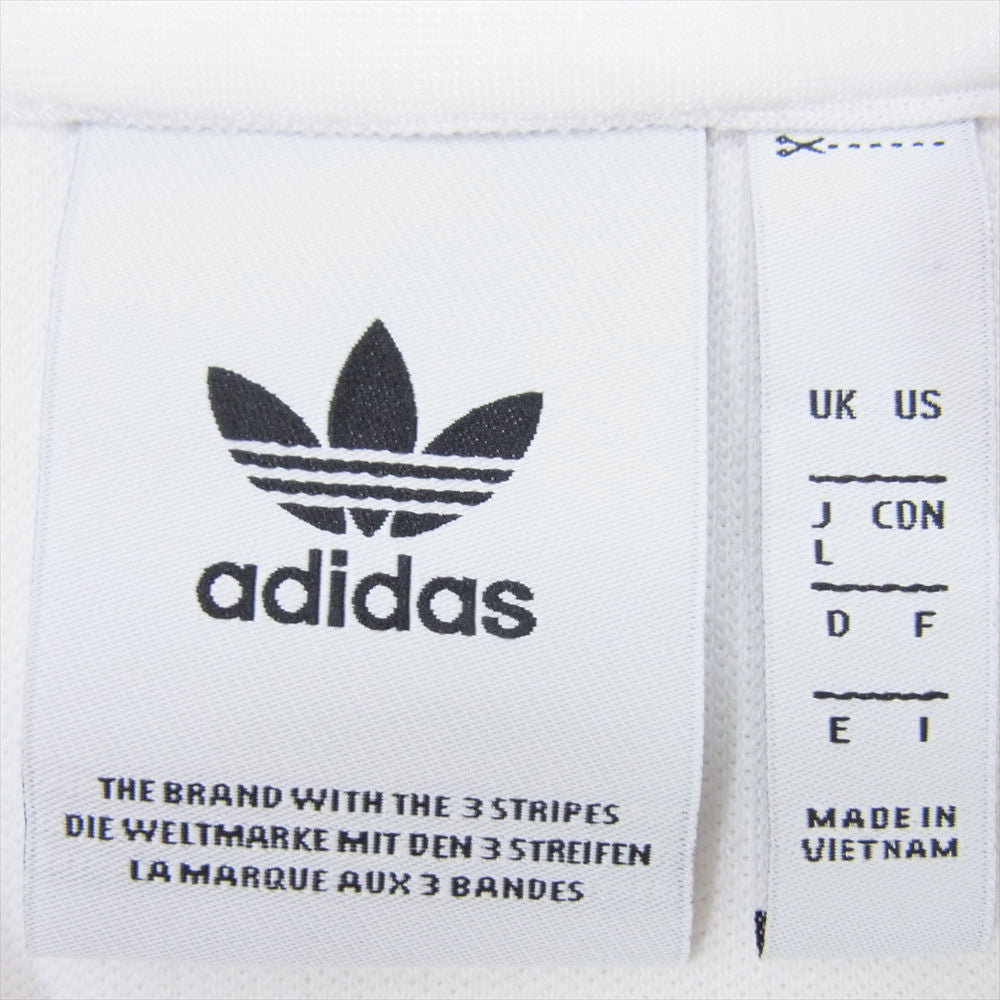 adidas
THE BRAND WITH THE 3 STRIPES
DIE WELTMARKE MIT DEN 3 STREIFEN
LA MARQUE AUX 3 BANDES
UK US
J CDN
L
D F
E I
MADE IN
VIETNAM